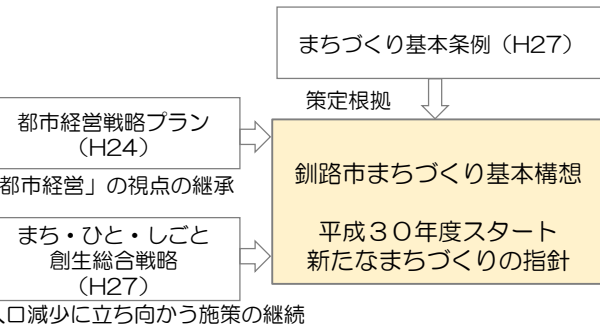 まちづくり基本条例（H27）
策定根拠
都市経営戦略プラン
（H24）
都市経営」の視点の継承
釧路市まちづくり基本構想
平成３０年度スタート
新たなまちづくりの指針
まち・ひと・しごと
創生総合戦略
（H27）
人口減少に立ち向かう施策の継続